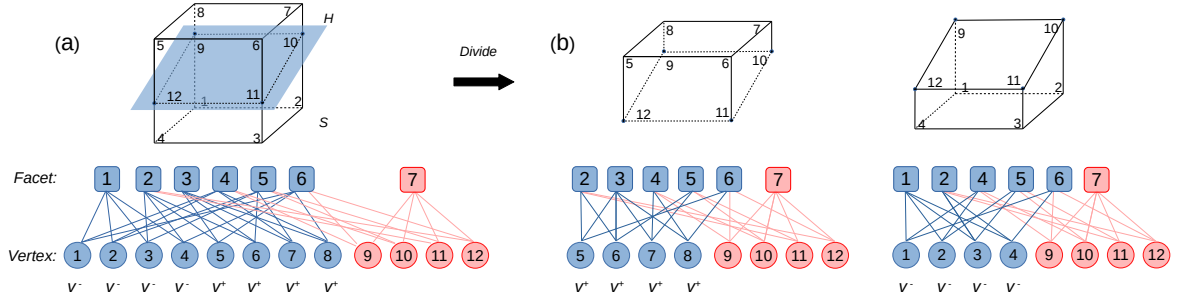 (a)
8 7 H
5 9 6 10
12 1 11 2
4 3 S
Divide
(b)
8 7
5 9 6 10
12 11
9 10
12 1 11 2
4 3
Facet: 1 2 3 4 5 6 7
2 3 4 5 6 7
1 2 4 5 6 7
Vertex: 1 2 3 4 5 6 7 8 9 10 11 12
5 6 7 8 9 10 11 12
1 2 3 4 9 10 11 12
V⁻ V⁻ V⁻ V⁻ V⁺ V⁺ V⁺ V⁺
V⁺ V⁺ V⁺ V⁺
V⁻ V⁻ V⁻ V⁻